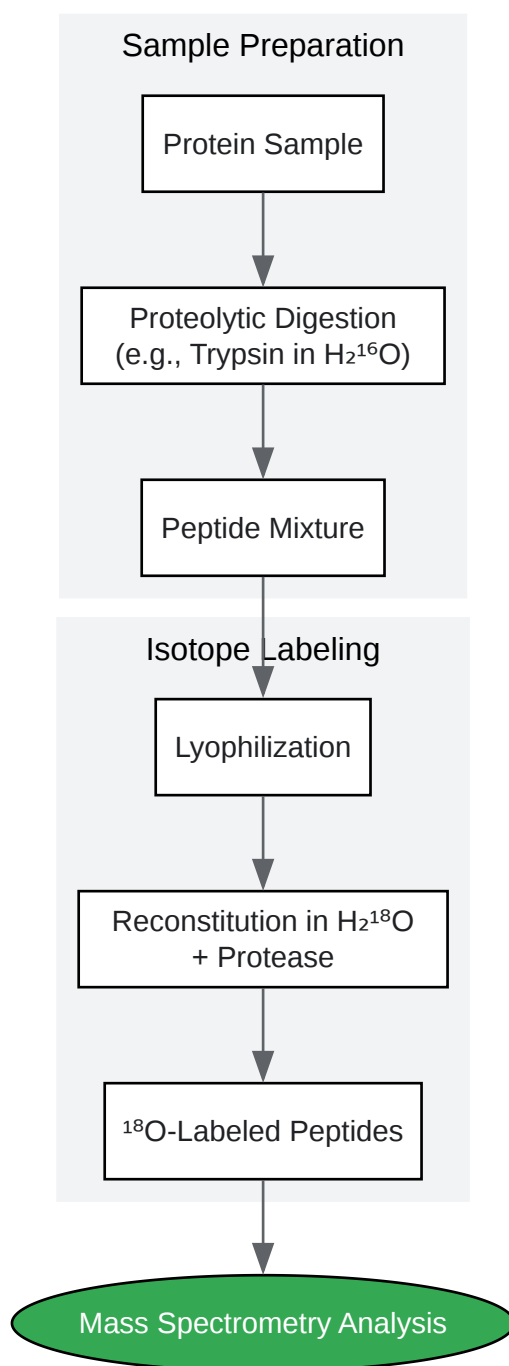 Sample Preparation
Protein Sample
Proteolytic Digestion
(e.g., Trypsin in H₂¹⁶O)
Peptide Mixture
Isotope Labeling
Lyophilization
Reconstitution in H₂¹⁸O
+ Protease
¹⁸O-Labeled Peptides
Mass Spectrometry Analysis